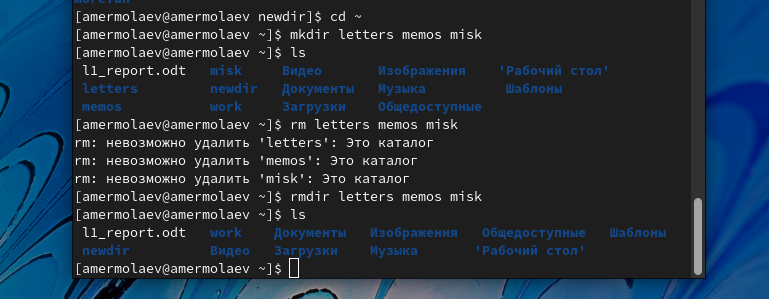 [amermolaev@amermolaev newdir]$ cd ~
[amermolaev@amermolaev ~]$ mkdir letters memos misk
[amermolaev@amermolaev ~]$ ls
l1_report.odt misk Видео Изображения 'Рабочий стол'
letters newdir Документы Музыка Шаблоны
memos work Загрузки Общедоступные
[amermolaev@amermolaev ~]$ rm letters memos misk
rm: невозможно удалить 'letters': Это каталог
rm: невозможно удалить 'memos': Это каталог
rm: невозможно удалить 'misk': Это каталог
[amermolaev@amermolaev ~]$ rmdir letters memos misk
[amermolaev@amermolaev ~]$ ls
l1_report.odt work Документы Изображения Общедоступные Шаблоны
newdir Видео Загрузки Музыка 'Рабочий стол'
[amermolaev@amermolaev ~]$